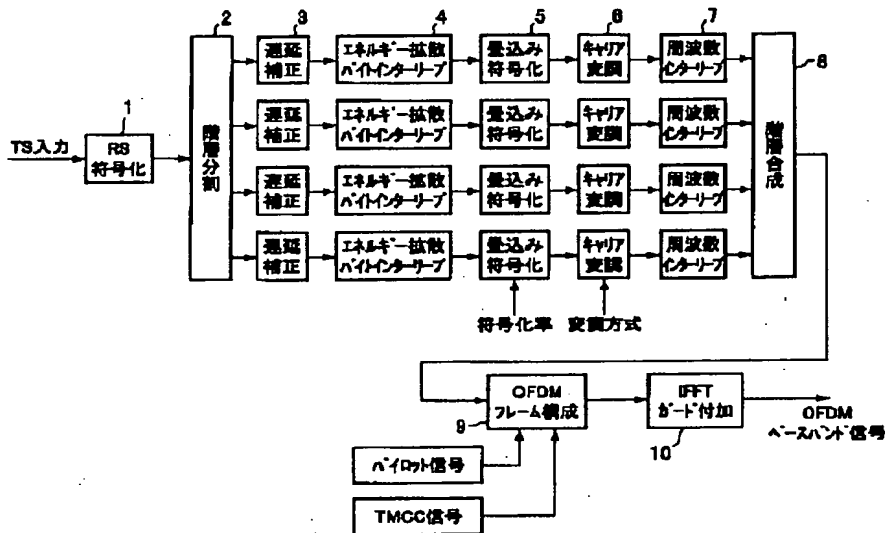 2
3
4
5
6
7
8
1
TS入力
RS
符号化
階層分割
遅延
補正
エネルギー拡散
バイトインターリーブ
畳込み
符号化
キャリア
変調
周波数
インターリーブ
階層合成
遅延
補正
エネルギー拡散
バイトインターリーブ
畳込み
符号化
キャリア
変調
周波数
インターリーブ
遅延
補正
エネルギー拡散
バイトインターリーブ
畳込み
符号化
キャリア
変調
周波数
インターリーブ
遅延
補正
エネルギー拡散
バイトインターリーブ
畳込み
符号化
キャリア
変調
周波数
インターリーブ
符号化率
変調方式
OFDM
フレーム構成
9
IFFT
ガード付加
10
OFDM
ベースバンド信号
パイロット信号
TMCC信号